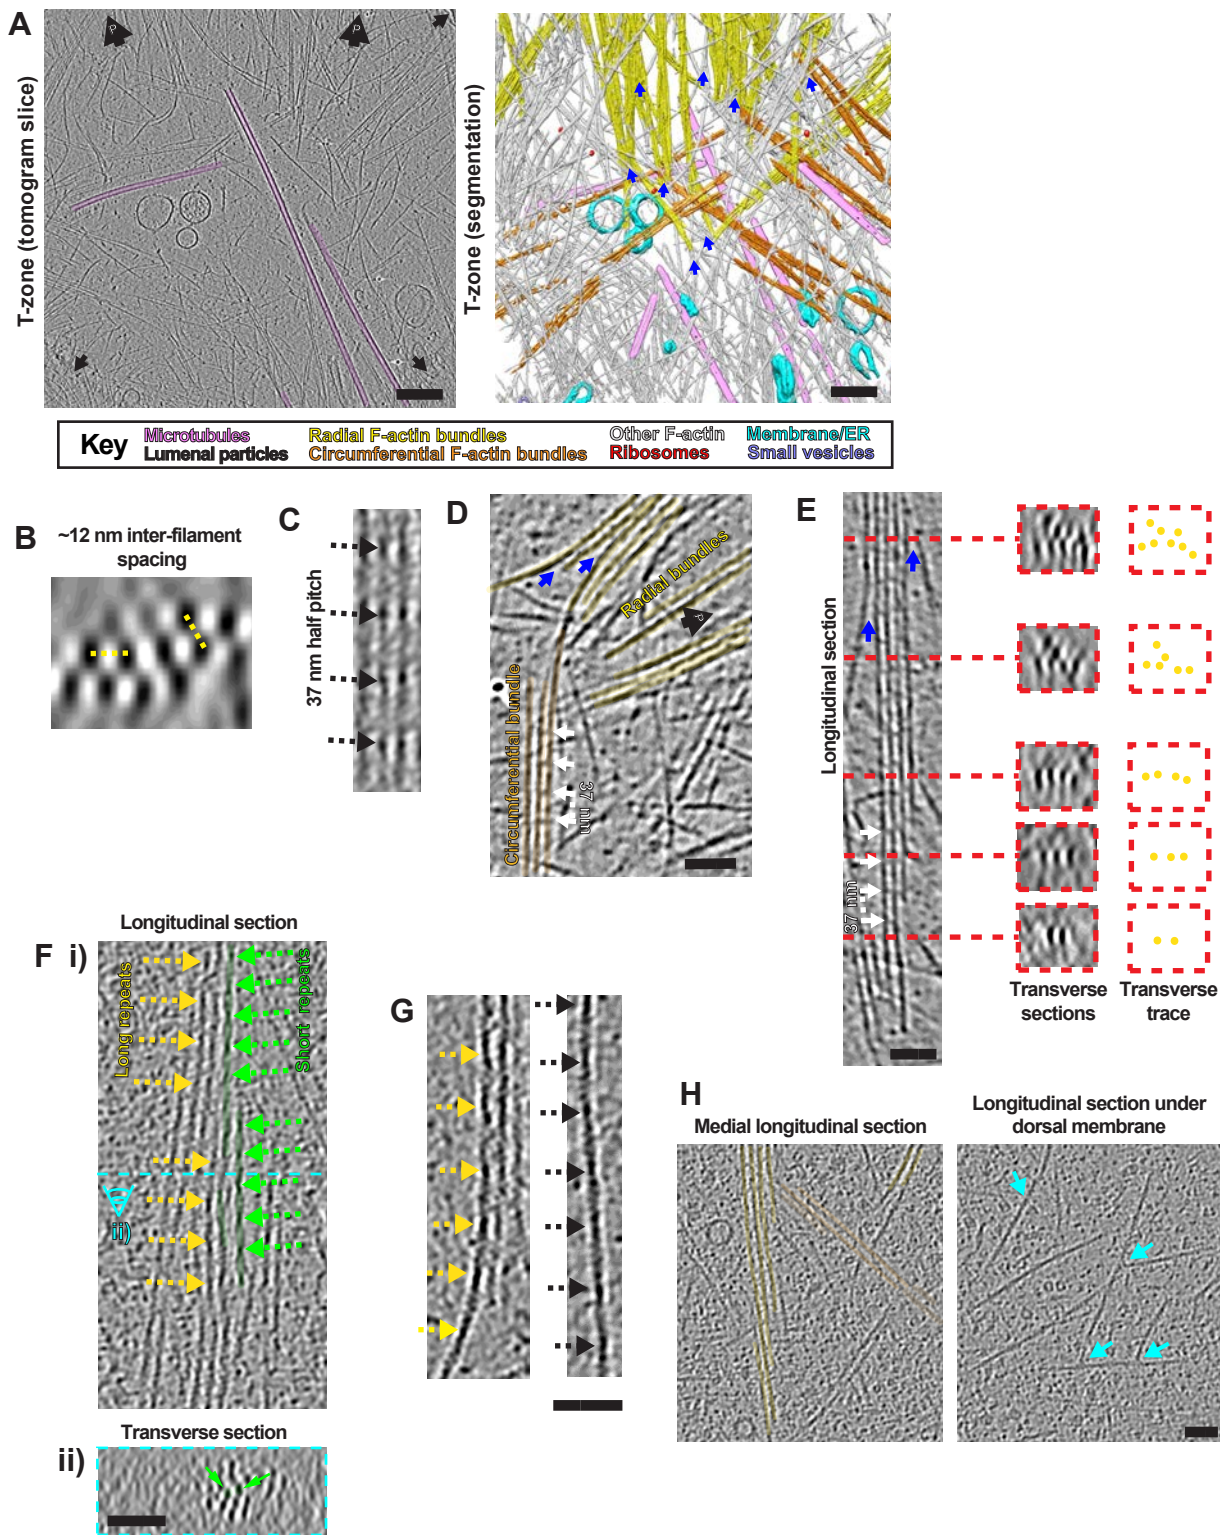 A
T-zone (tomogram slice)
P
P
T-zone (segmentation)
Key
Microtubules
Radial F-actin bundles
Other F-actin
Membrane/ER
Lumenal particles
Circumferential F-actin bundles
Ribosomes
Small vesicles
B
~12 nm inter-filament
spacing
C
37 nm half pitch
D
Radial bundles
P
Circumferential bundle
37 nm
E
Longitudinal section
37 nm
Transverse
sections
Transverse
trace
F
i)
Longitudinal section
Long repeats
Short repeats
ii)
Transverse section
ii)
G
H
Medial longitudinal section
Longitudinal section under
dorsal membrane